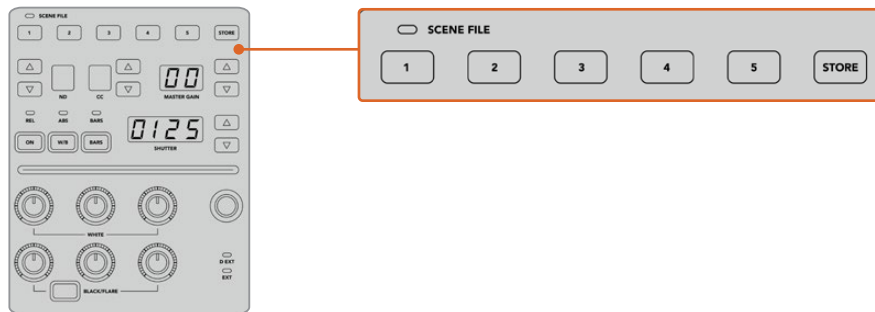 SCENE FILE
1 2 3 4 5 STORE
ND CC 00 MASTER GAIN
REL ABS BARS
ON W/B BARS
0125
SHUTTER
WHITE
D EXT
EXT
BLACK/FLARE
SCENE FILE
1 2 3 4 5 STORE